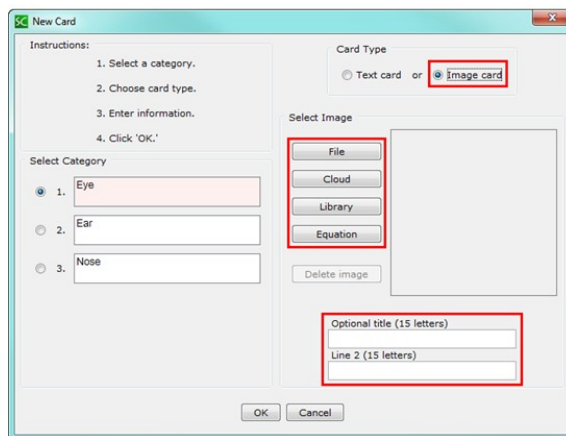 SC New Card
x
Instructions:
1. Select a category.
2. Choose card type.
3. Enter information.
4. Click 'OK.'
Card Type
Text card or Image card
Select Category
1. Eye
2. Ear
3. Nose
Select Image
File
Cloud
Library
Equation
Delete image
Optional title (15 letters)
Line 2 (15 letters)
OK Cancel